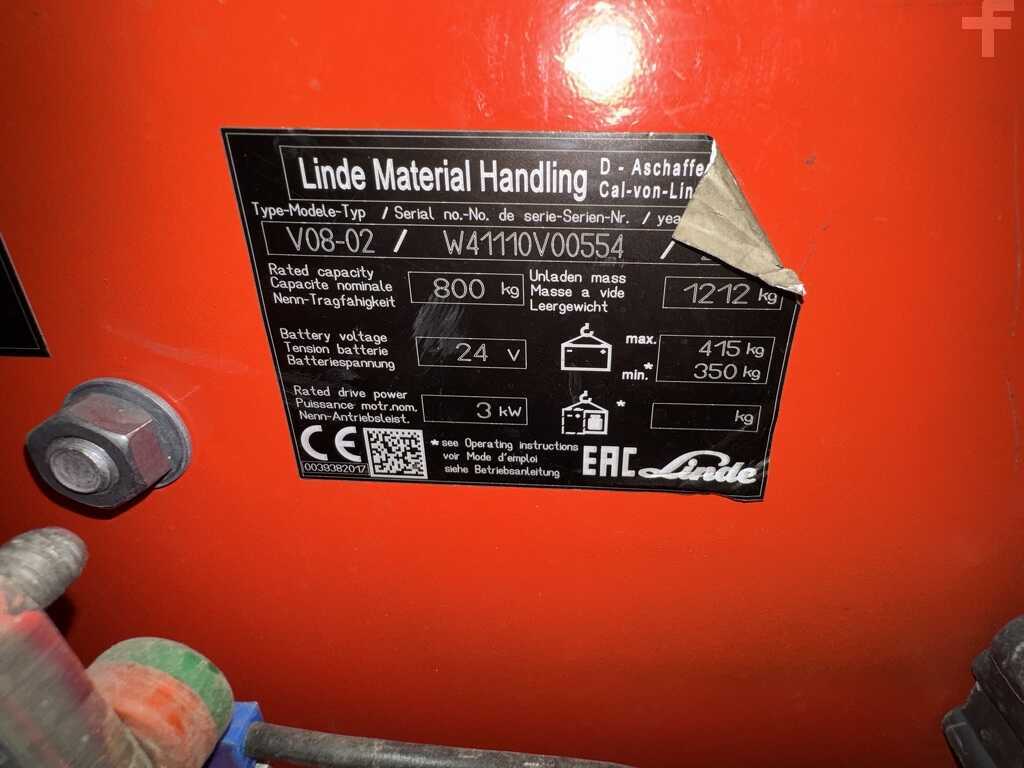 Linde Material Handling
D - Aschaffe
Cal-von-Lin
Type-Modele-Typ / Serial no.-No. de serie-Serien-Nr. / yea
V08-02 / W41110V00554 /
Rated capacity
Capacite nominale
Nenn-Tragfähigkeit
800 kg
Unladen mass
Masse a vide
Leergewicht
1212 kg
Battery voltage
Tension batterie
Batteriespannung
24 V
max. 415 kg
min.* 350 kg
Rated drive power
Puissance motr.nom.
Nenn-Antriebsleist.
3 kW
* kg
CE
0039382017
*see Operating instructions
voir Mode d'emploi
siehe Betriebsanleitung
EAC
Linde
f